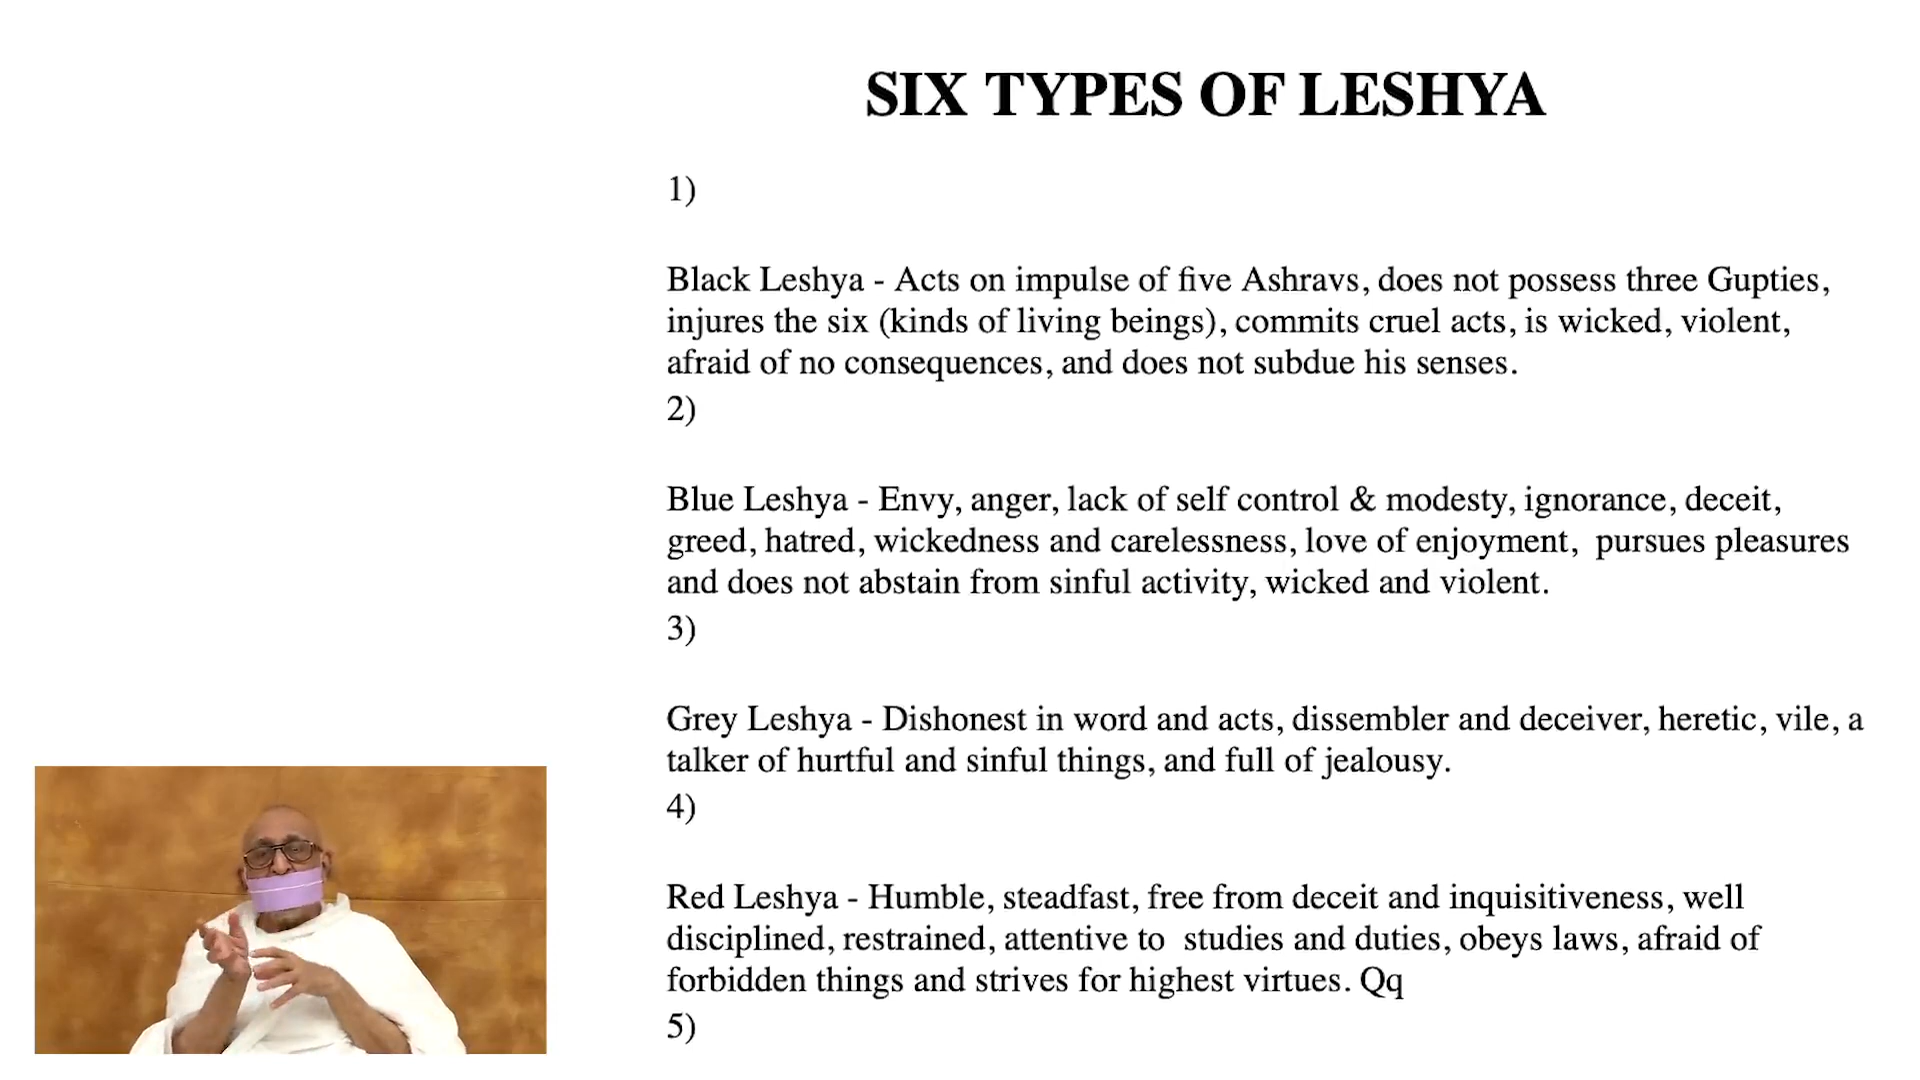 SIX TYPES OF LESHYA
1)
Black Leshya - Acts on impulse of five Ashravs, does not possess three Gupties,
injures the six (kinds of living beings), commits cruel acts, is wicked, violent,
afraid of no consequences, and does not subdue his senses.
2)
Blue Leshya - Envy, anger, lack of self control & modesty, ignorance, deceit,
greed, hatred, wickedness and carelessness, love of enjoyment,  pursues pleasures
and does not abstain from sinful activity, wicked and violent.
3)
Grey Leshya - Dishonest in word and acts, dissembler and deceiver, heretic, vile, a
talker of hurtful and sinful things, and full of jealousy.
4)
Red Leshya - Humble, steadfast, free from deceit and inquisitiveness, well
disciplined, restrained, attentive to  studies and duties, obeys laws, afraid of
forbidden things and strives for highest virtues. Qq
5)